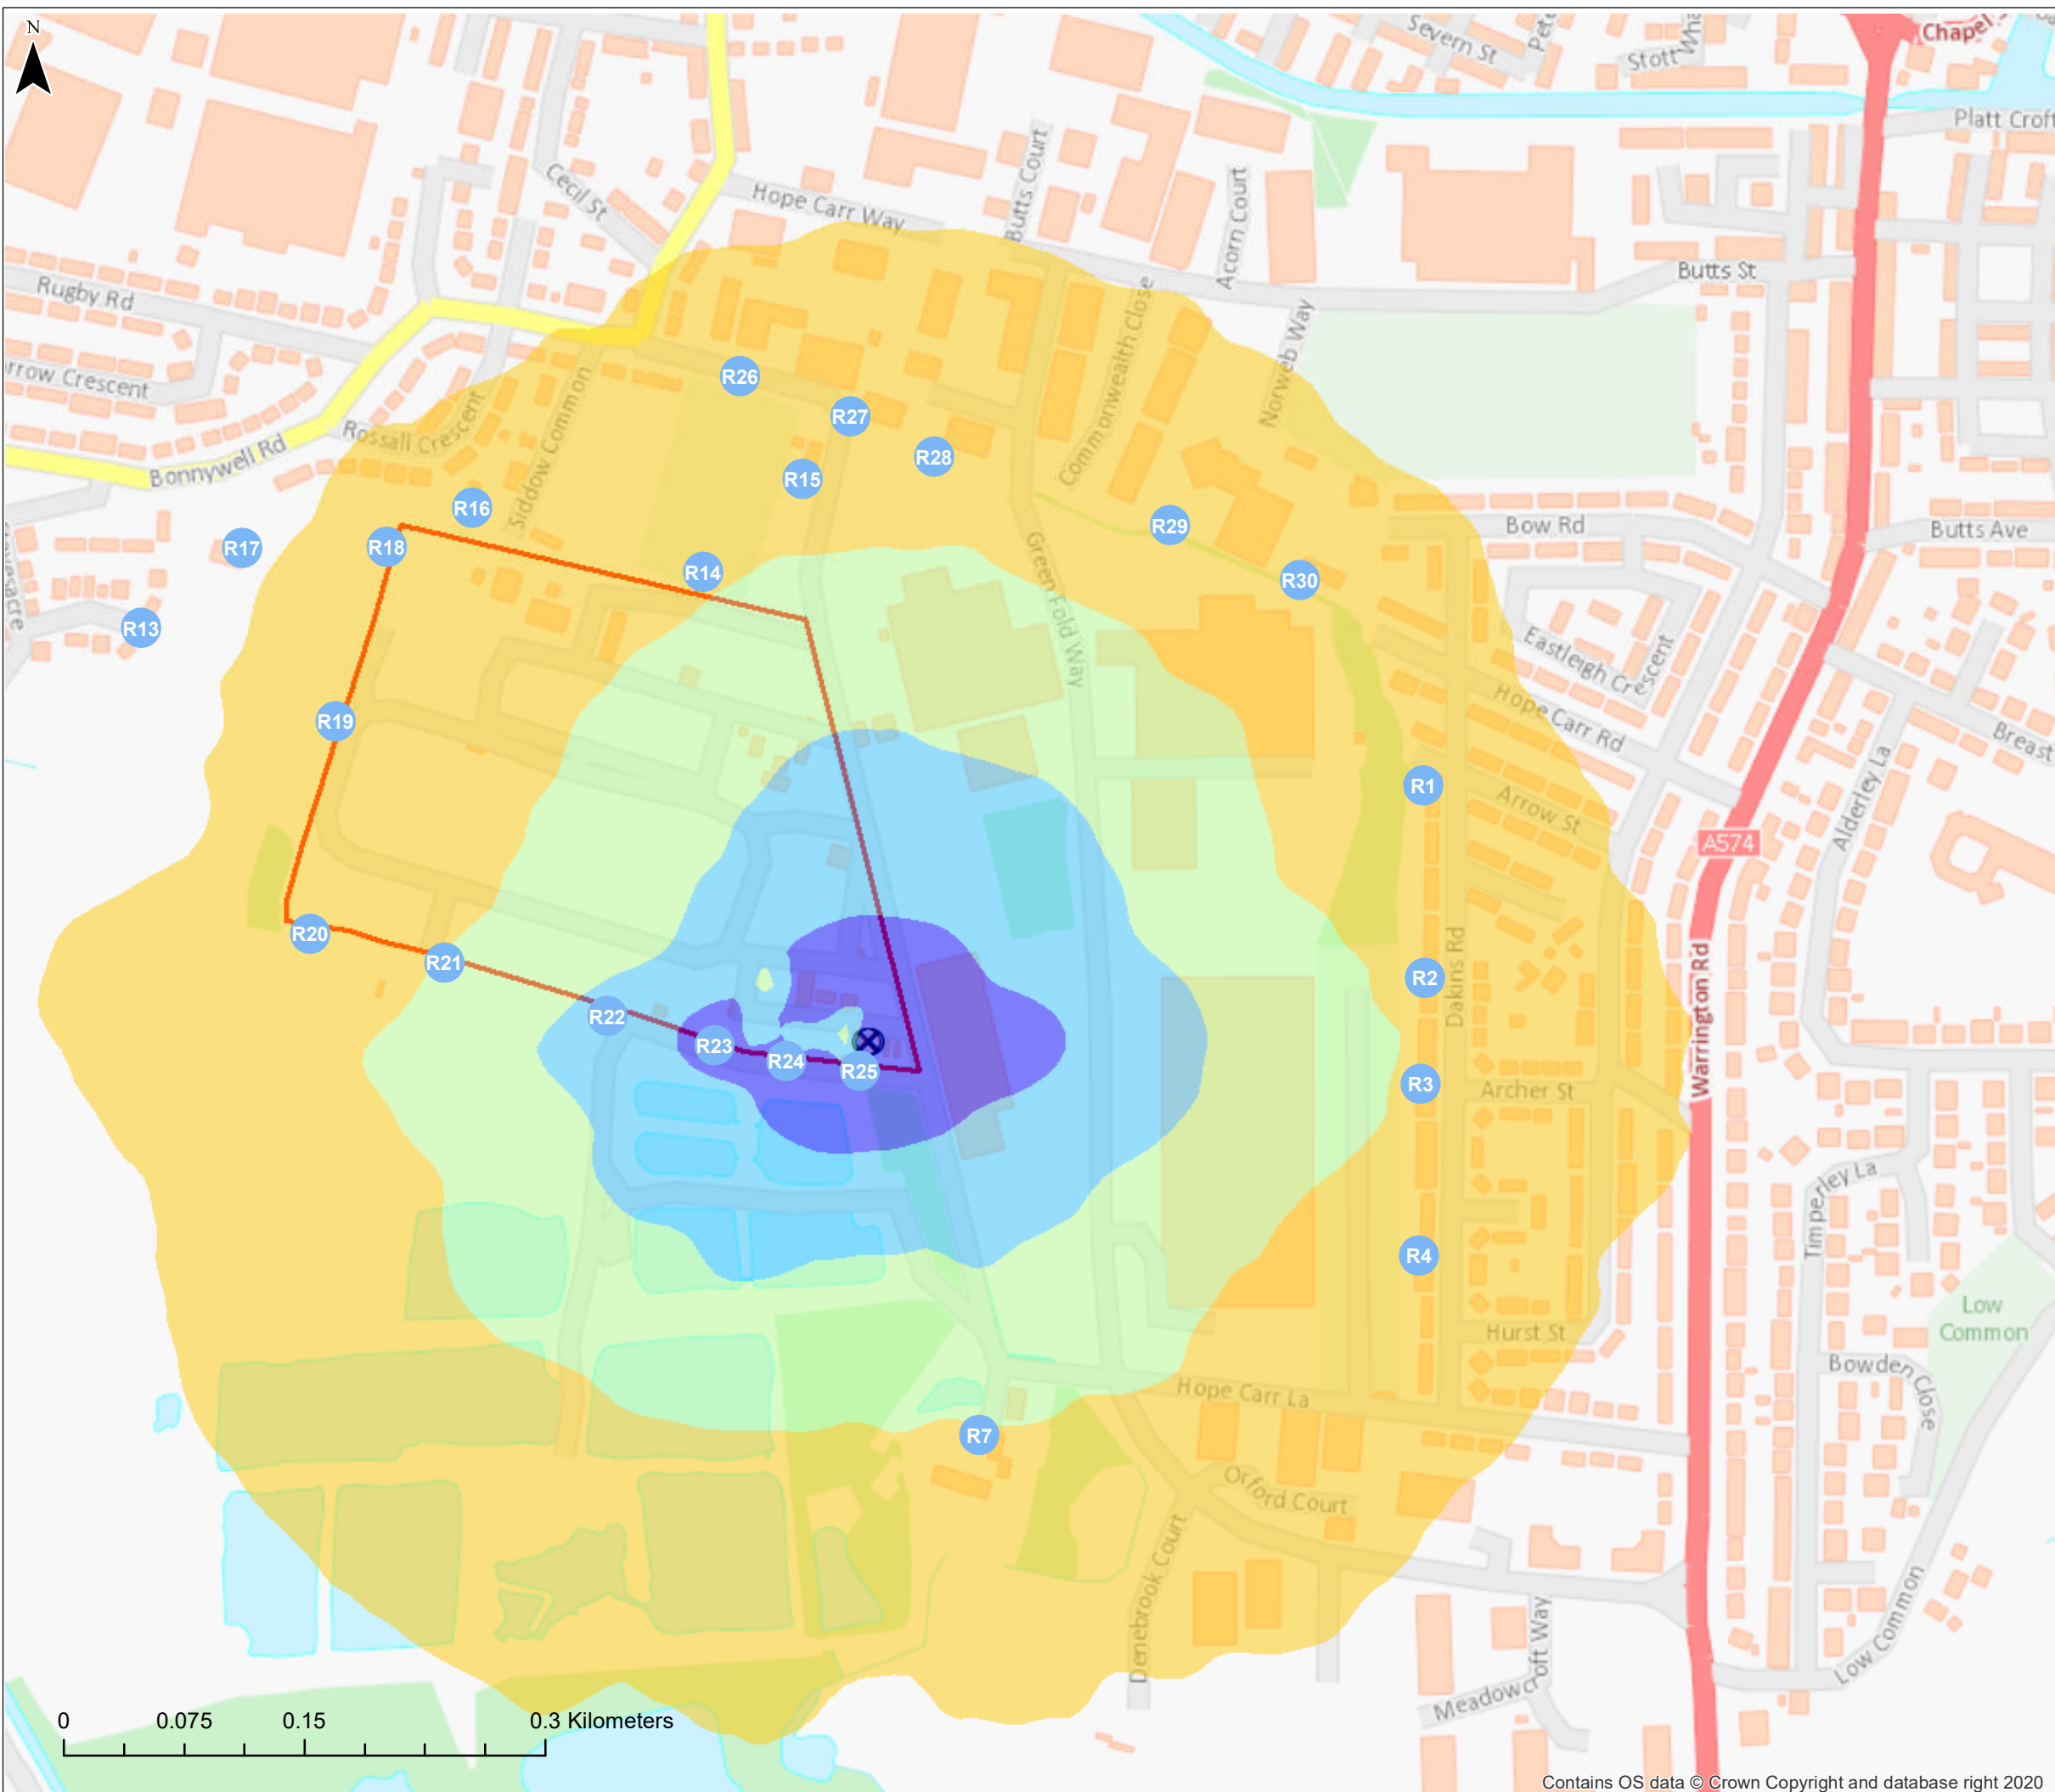 N
Severn St
Chapel
Platt Croft
Cecil St
Hope Carr Way
Butts Court
Acorn Court
Butts St
Rugby Rd
Commonwealth Close
Norweb Way
rrow Crescent
R26
R27
Siddow Common
Rossall Crescent
Bonnywell Rd
R28
R15
R16
R18
R17
R29
Bow Rd
Butts Ave
Green Fold Way
R14
R30
R13
Eastleigh Crescent
Hope Carr Rd
Breast
R19
R1
Arrow St
Alderley La
A574
R20
R21
R2
Dakins Rd
Warrington Rd
R22
R23
R24
R25
R3
Archer St
Timperley La
R4
Low
Common
Hurst St
Bowden Close
Hope Carr La
R7
Orford Court
Denebrook Court
Meadowcroft Way
Low Common
0 0.075 0.15 0.3 Kilometers
Contains OS data © Crown Copyright and database right 2020